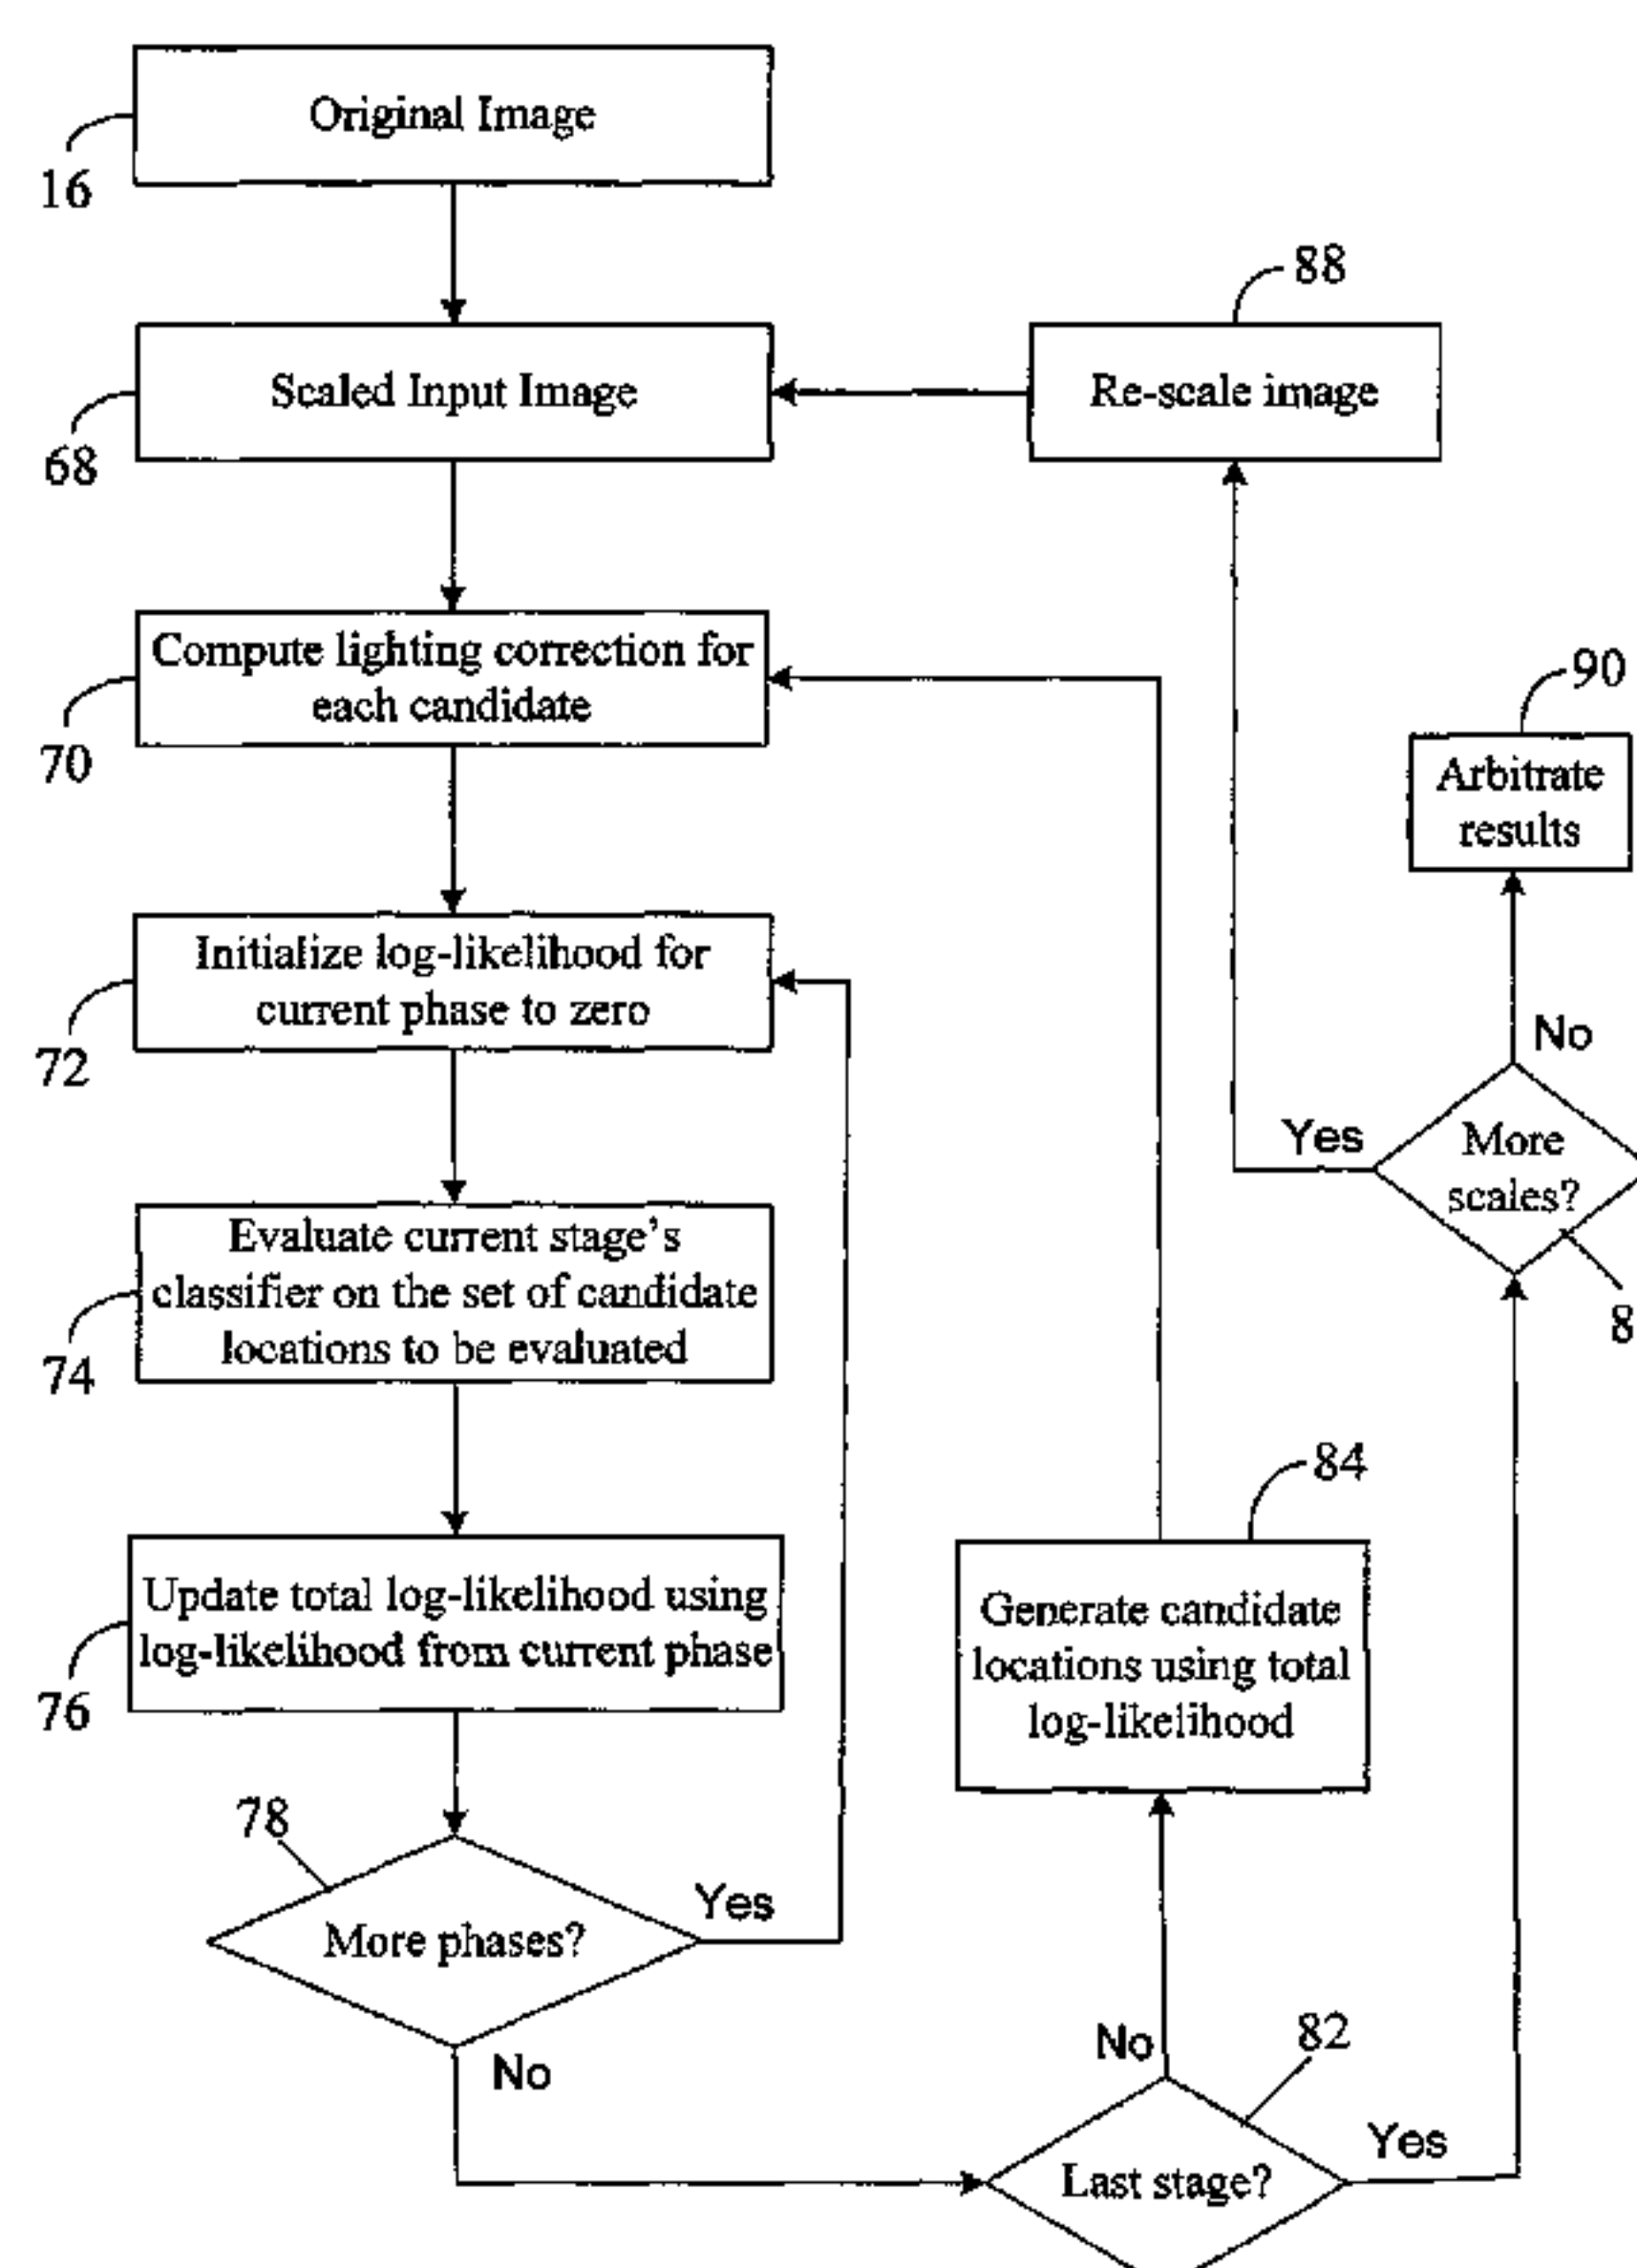 Original Image
16
88
Scaled Input Image
Re-scale image
68
Compute lighting correction for
each candidate
70
90
Arbitrate
results
Initialize log-likelihood for
current phase to zero
72
No
Yes
More
scales?
8
Evaluate current stage's
classifier on the set of candidate
locations to be evaluated
74
84
Update total log-likelihood using
log-likelihood from current phase
76
Generate candidate
locations using total
log-likelihood
78
Yes
More phases?
No
No
82
Yes
Last stage?